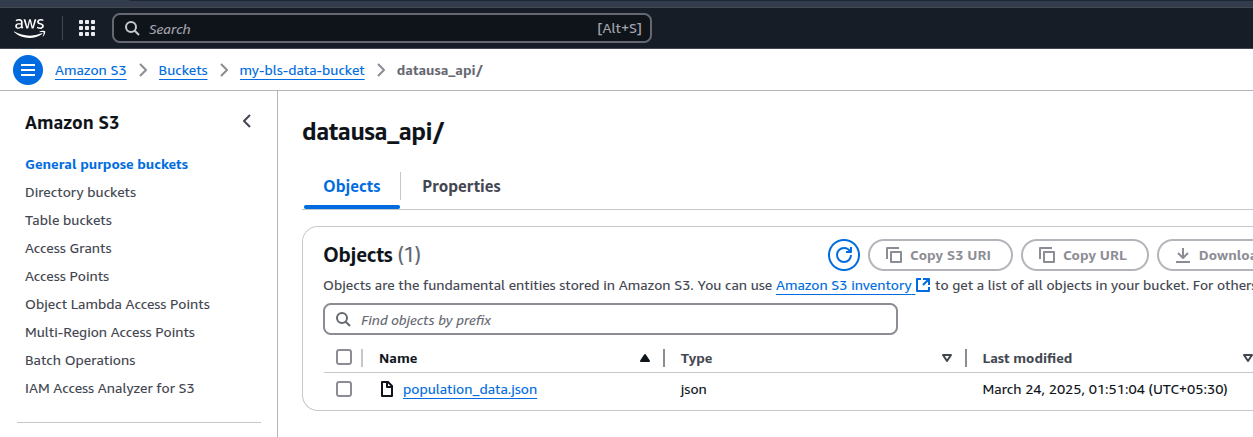 aws Search [Alt+S]
Amazon S3 > Buckets > my-bls-data-bucket > datausa_api/
Amazon S3
General purpose buckets
Directory buckets
Table buckets
Access Grants
Access Points
Object Lambda Access Points
Multi-Region Access Points
Batch Operations
IAM Access Analyzer for S3
datausa_api/
Objects Properties
Objects (1) Copy S3 URI Copy URL
Objects are the fundamental entities stored in Amazon S3. You can use Amazon S3 inventory to get a list of all objects in your bucket. For others
Find objects by prefix
Name Type Last modified
population_data.json json March 24, 2025, 01:51:04 (UTC+05:30)